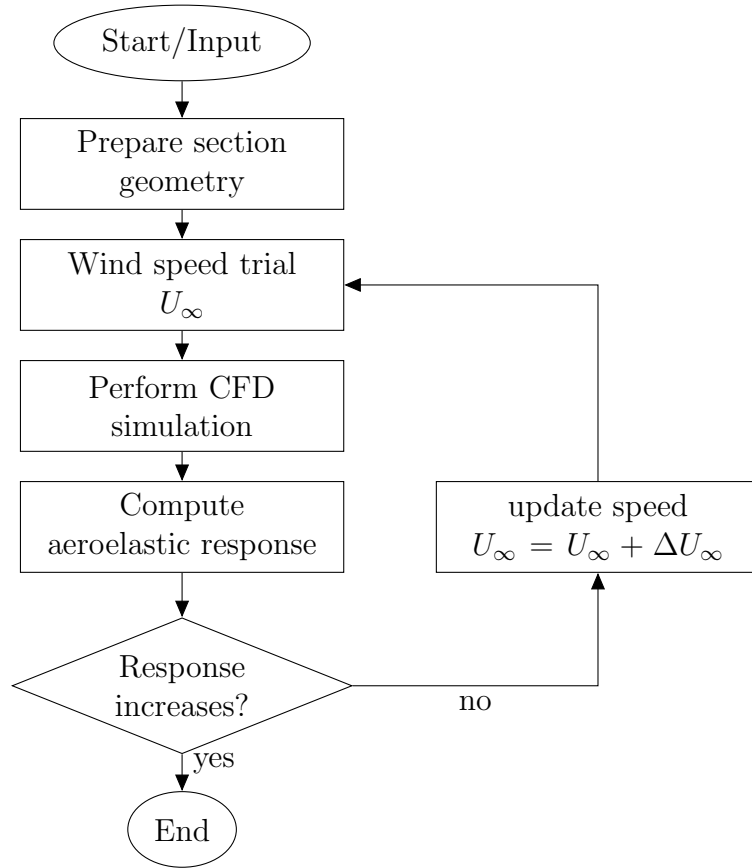 Start/Input
Prepare section
geometry
Wind speed trial
U∞
Perform CFD
simulation
Compute
aeroelastic response
update speed
U∞ = U∞ + ΔU∞
Response
increases?
no
yes
End